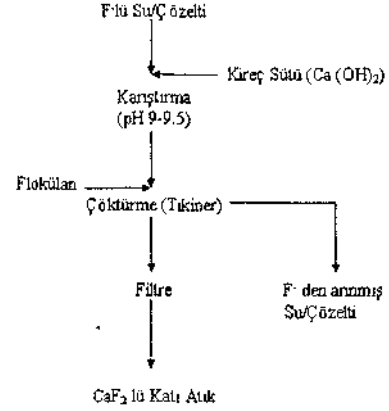 F⁻lü Su/Çözelti
Kireç Sütü (Ca (OH)₂)
Karıştırma
(pH 9-9.5)
Flokülan
Çöktürme (Tıkiner)
Filtre
F⁻ den arınmış
Su/Çözelti
CaF₂ lü Katı Atık